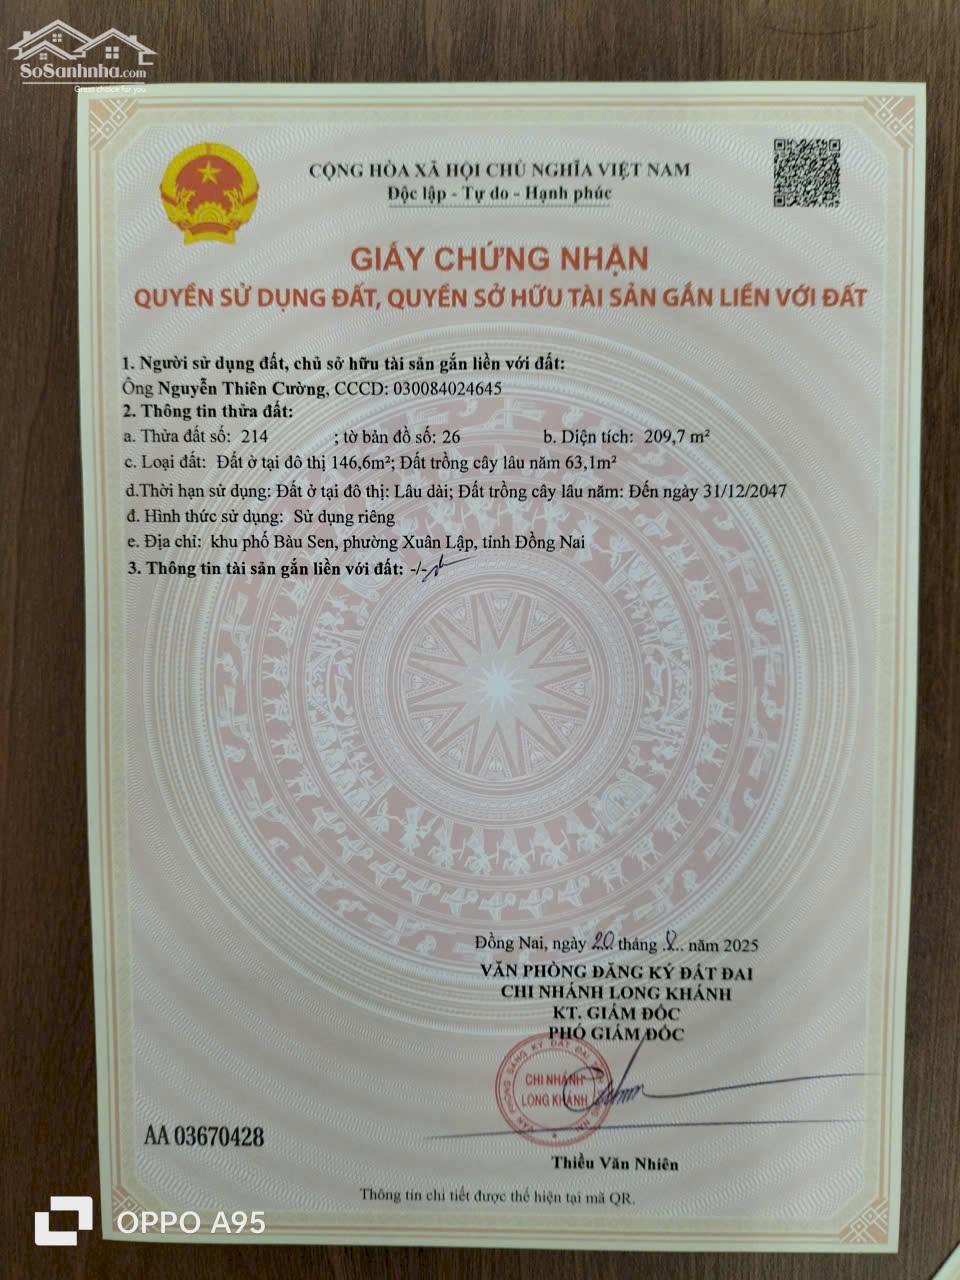 SoSanhnha.com
Great choice for you
CỘNG HÒA XÃ HỘI CHỦ NGHĨA VIỆT NAM
Độc lập - Tự do - Hạnh phúc
GIẤY CHỨNG NHẬN
QUYỀN SỬ DỤNG ĐẤT, QUYỀN SỞ HỮU TÀI SẢN GẮN LIỀN VỚI ĐẤT
1. Người sử dụng đất, chủ sở hữu tài sản gắn liền với đất:
Ông Nguyễn Thiên Cường, CCCD: 030084024645
2. Thông tin thửa đất:
a. Thửa đất số: 214 ; tờ bản đồ số: 26 b. Diện tích: 209,7 m²
c. Loại đất: Đất ở tại đô thị 146,6m²; Đất trồng cây lâu năm 63,1m²
d.Thời hạn sử dụng: Đất ở tại đô thị: Lâu dài; Đất trồng cây lâu năm: Đến ngày 31/12/2047
đ. Hình thức sử dụng: Sử dụng riêng
e. Địa chỉ: khu phố Bàu Sen, phường Xuân Lập, tỉnh Đồng Nai
3. Thông tin tài sản gắn liền với đất: -/-
Đồng Nai, ngày 20 tháng 8 năm 2025
VĂN PHÒNG ĐĂNG KÝ ĐẤT ĐAI
CHI NHÁNH LONG KHÁNH
KT. GIÁM ĐỐC
PHÓ GIÁM ĐỐC
CHI NHÁNH
LONG KHÁNH
Thiều Văn Nhiên
AA 03670428
Thông tin chi tiết được thể hiện tại mã QR.
OPPO A95